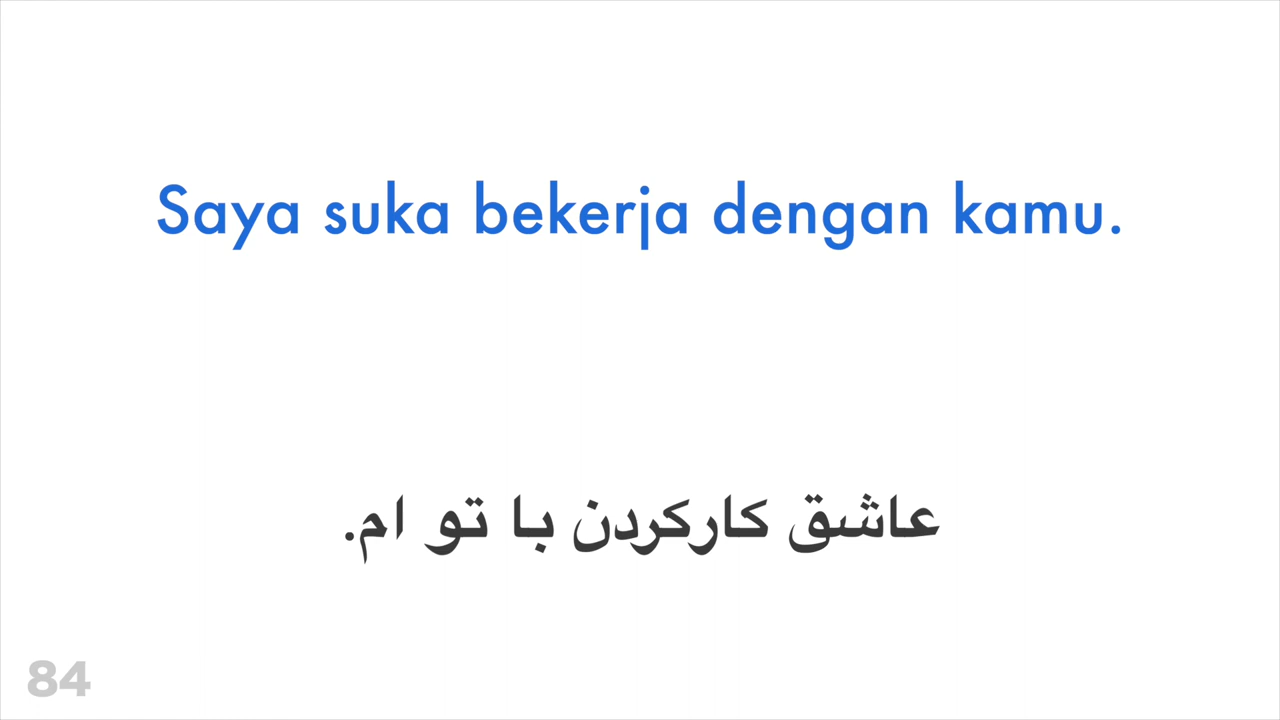 Saya suka bekerja dengan kamu.
عاشق کارکردن با تو ام.
84